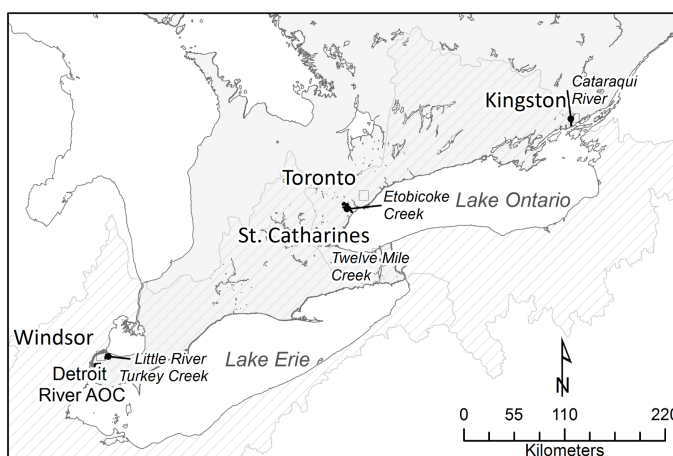 Cataraqui
River
Kingston
Toronto
Etobicoke
Creek
Lake Ontario
St. Catharines
Twelve Mile
Creek
Windsor
Little River
Turkey Creek
Lake Erie
Detroit
River AOC
N
0 55 110 220
Kilometers